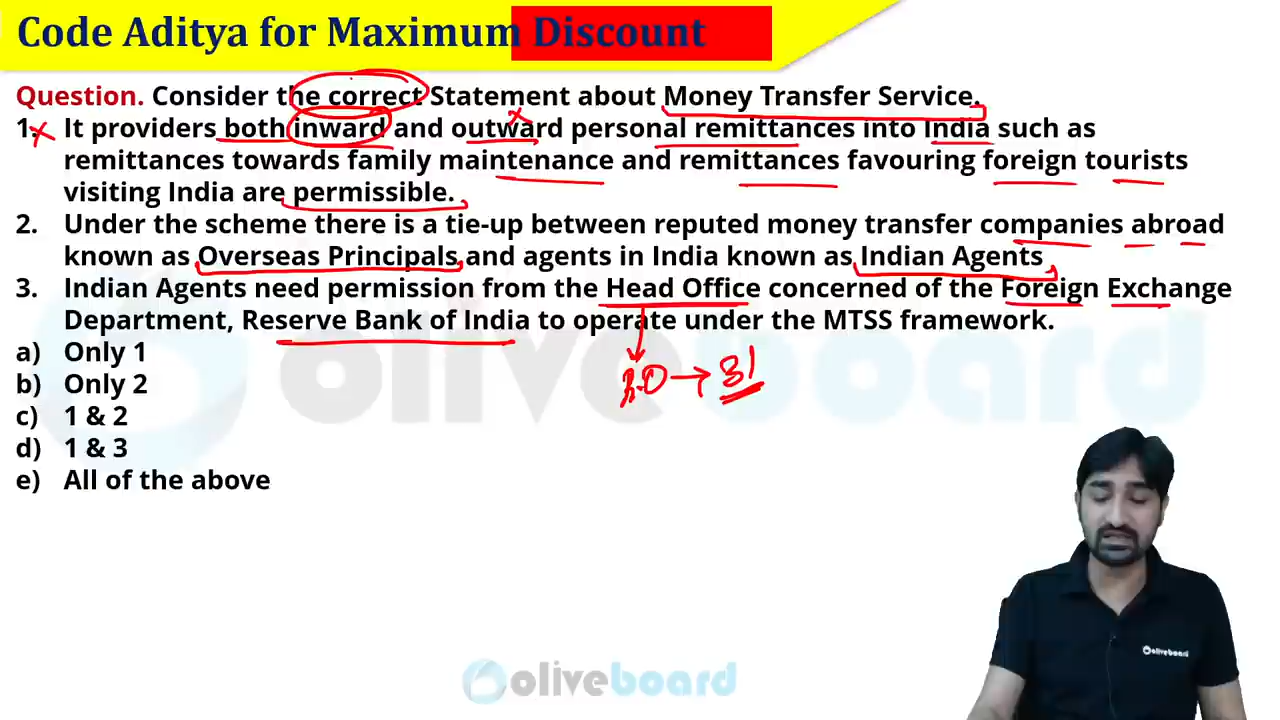 Code Aditya for Maximum Discount
Question. Consider the correct Statement about Money Transfer Service.
1. It providers both inward and outward personal remittances into India such as
remittances towards family maintenance and remittances favouring foreign tourists
visiting India are permissible.
2. Under the scheme there is a tie-up between reputed money transfer companies abroad
known as Overseas Principals and agents in India known as Indian Agents
3. Indian Agents need permission from the Head Office concerned of the Foreign Exchange
Department, Reserve Bank of India to operate under the MTSS framework.
a) Only 1
b) Only 2
→ 31
c) 1 & 2
d) 1 & 3
e) All of the above
oliveboard
oliveboard
oliveboard